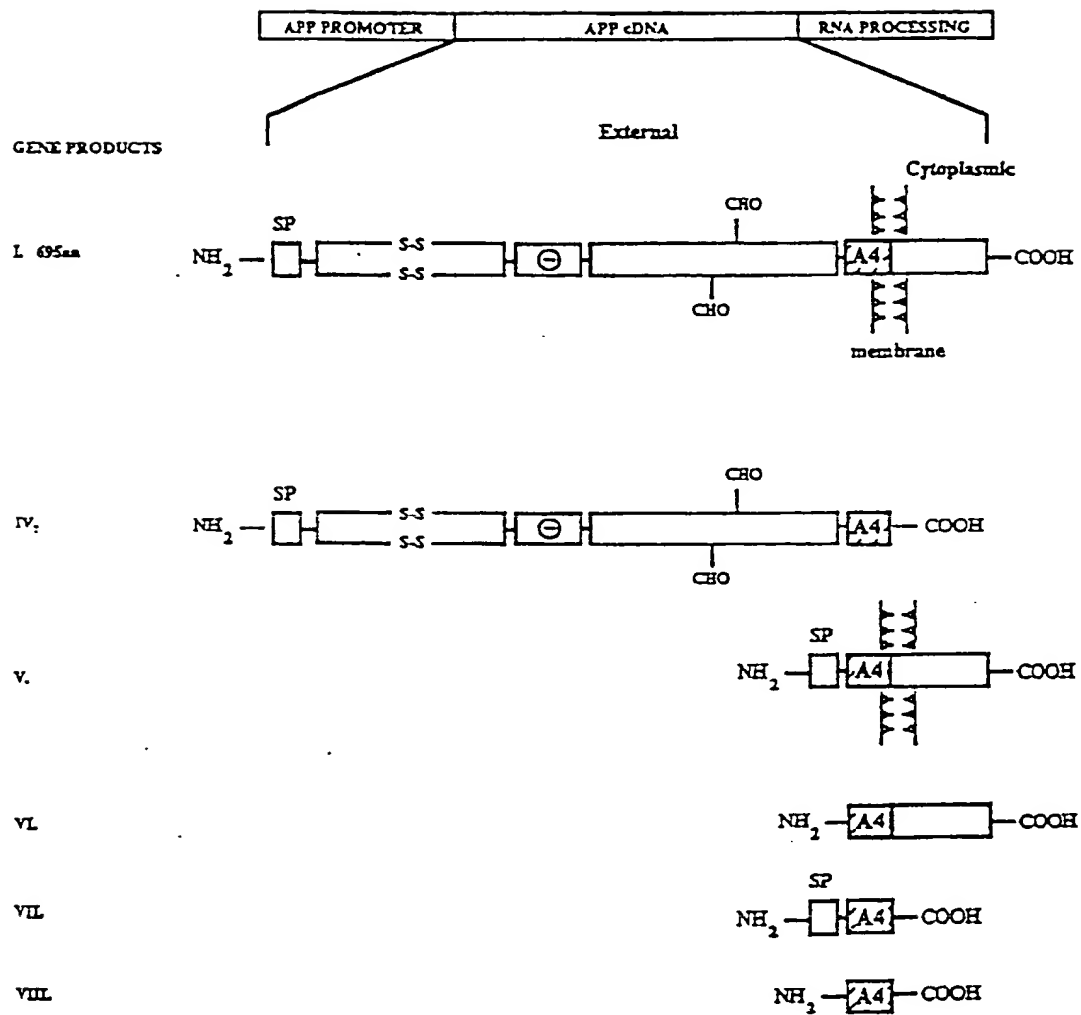 APP PROMOTER APP cDNA RNA PROCESSING
External
GENE PRODUCTS
Cytoplasmic
SP CHO
I. 695aa NH2 S-S ⊖ A4 COOH
S-S
CHO
membrane
CHO
SP
IV. NH2 S-S ⊖ A4 COOH
S-S
CHO
SP
V. NH2 A4 COOH
VI. NH2 A4 COOH
SP
VII. NH2 A4 COOH
VIII. NH2 A4 COOH